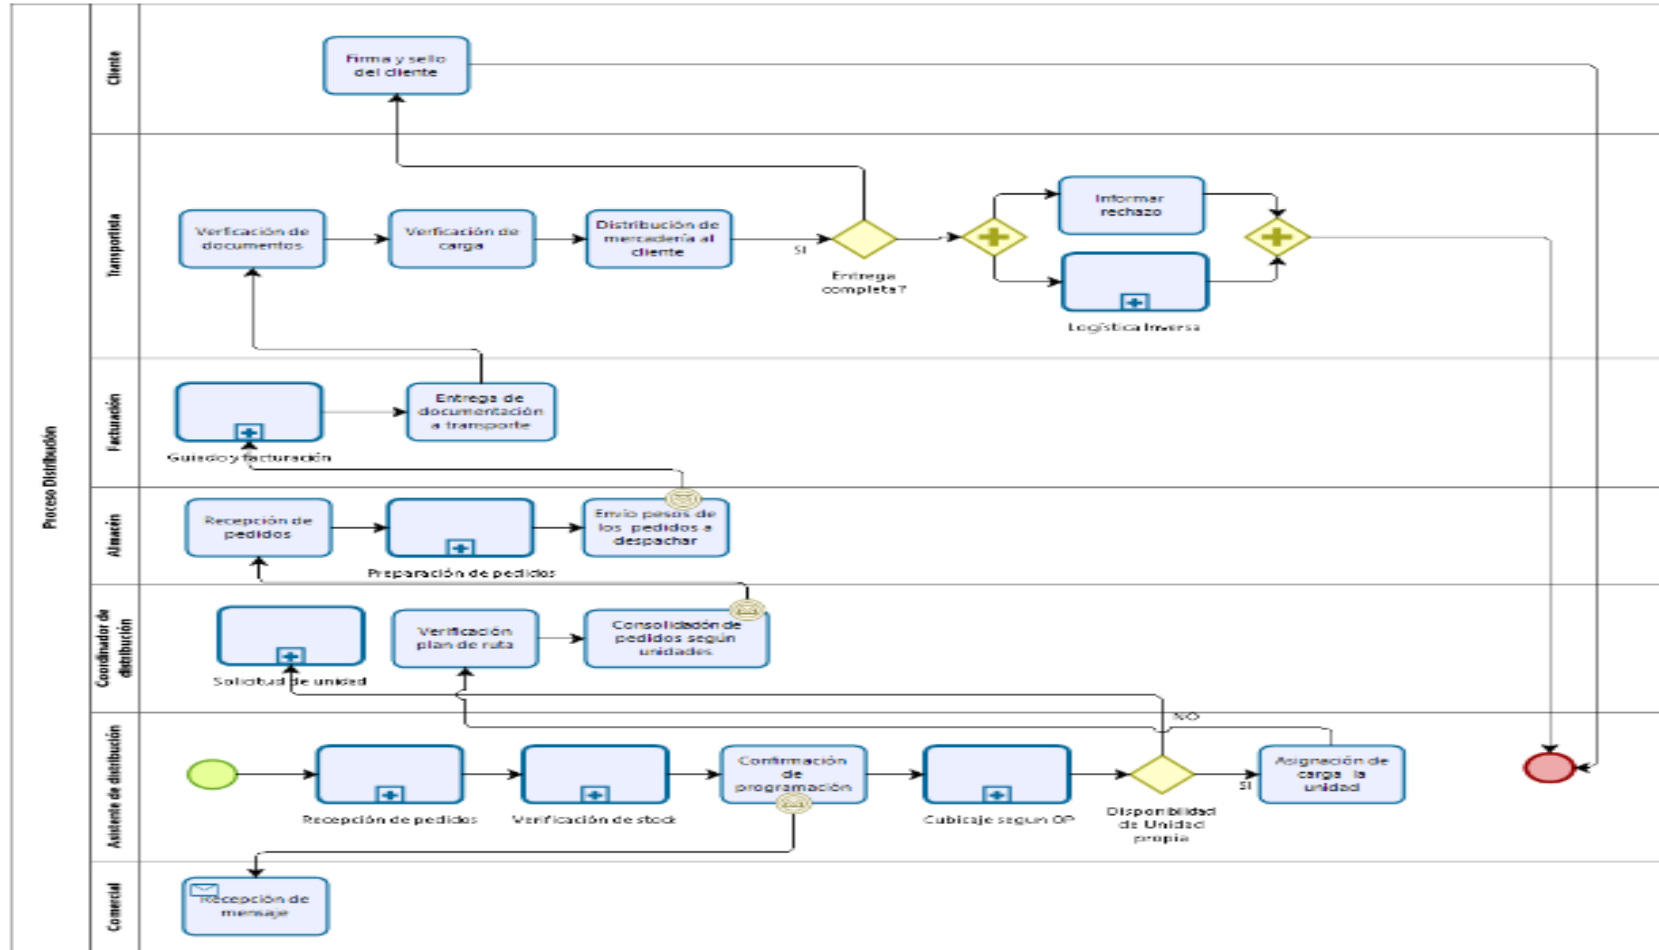 Proceso Distribución
Cliente
Firma y sello
del cliente
Transportista
Verficación de
documentos
Verficación de
carga
Distribución de
mercadería al
cliente
SI
Entrega
completa?
Informar
rechazo
Logística Inversa
Facturación
Guiado y facturación
Entrega de
documentación
a transporte
Almacén
Recepción de
pedidos
Preparación de pedidos
Envío pesos de
los pedidos a
despachar
Coordinador de
distribución
Solicitud de unidad
Verificación
plan de ruta
Consolidadón de
pedidos según
unidades
NO
Asistente de distribución
Recepción de pedidos
Verificación de stock
Confirmación
de
programación
Cubicaje segun OP
Disponibilidad
de Unidad
propia
SI
Asignación de
carga la
unidad
Comercial
Recepción de
mensaje